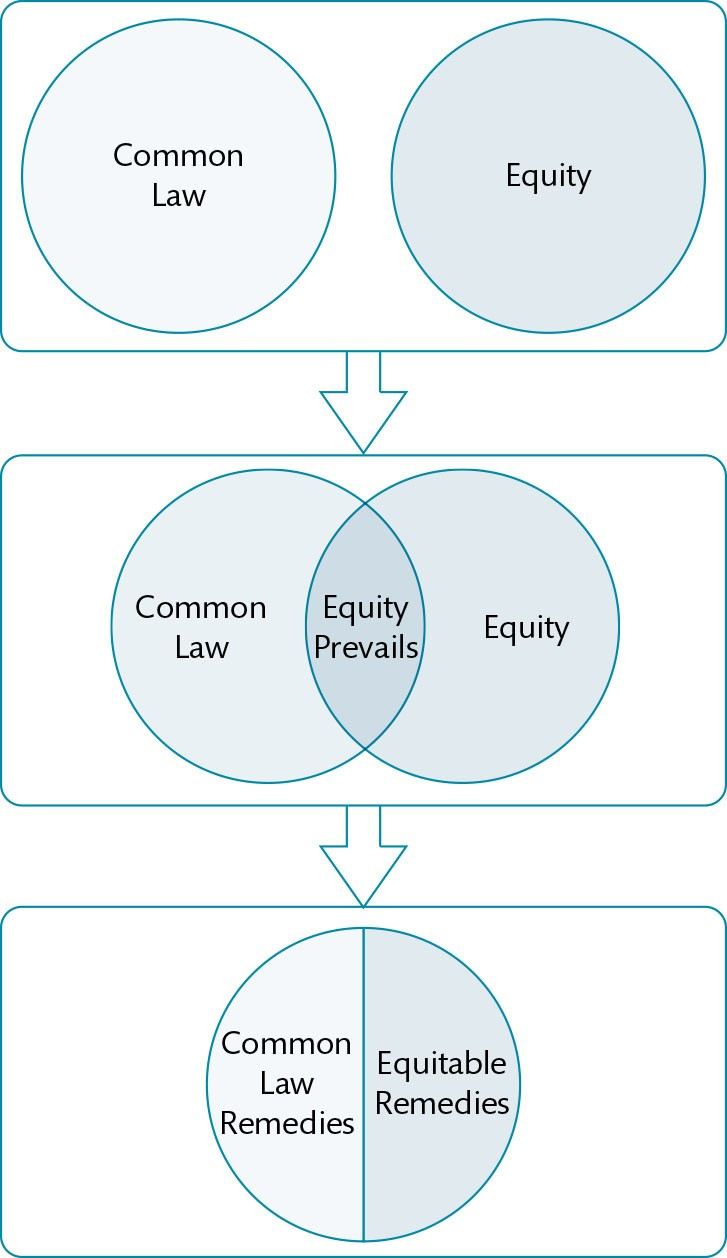 Common
Law
Equity
Common
Law
Equity
Prevails
Equity
Common
Law
Remedies
Equitable
Remedies